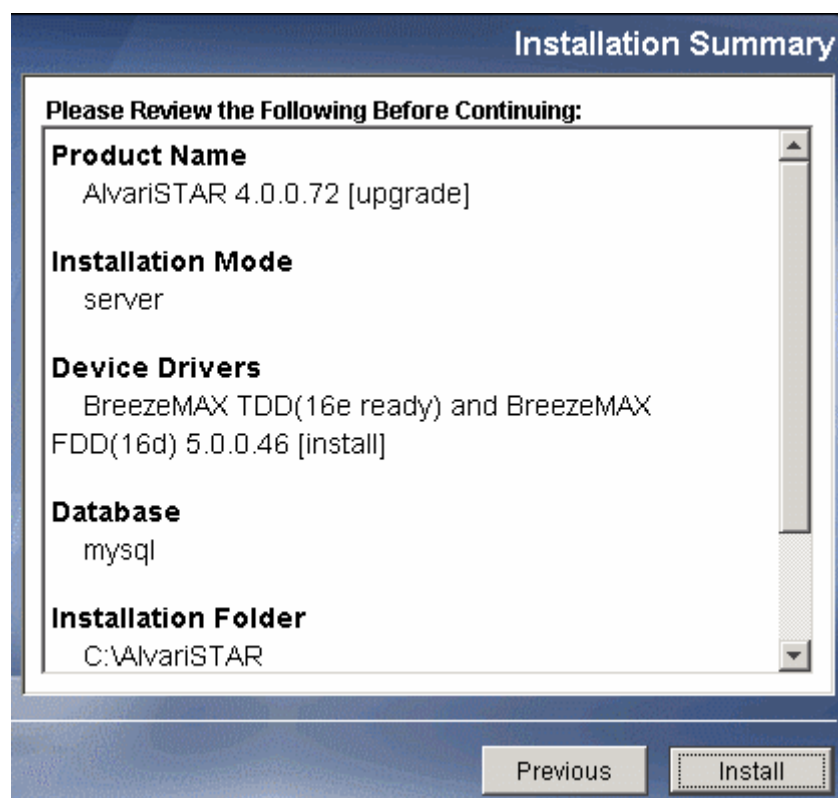 Installation Summary
Please Review the Following Before Continuing:
Product Name
AlvariSTAR 4.0.0.72 [upgrade]
Installation Mode
server
Device Drivers
BreezeMAX TDD(16e ready) and BreezeMAX
FDD(16d) 5.0.0.46 [install]
Database
mysql
Installation Folder
C:\AlvariSTAR
Previous
Install